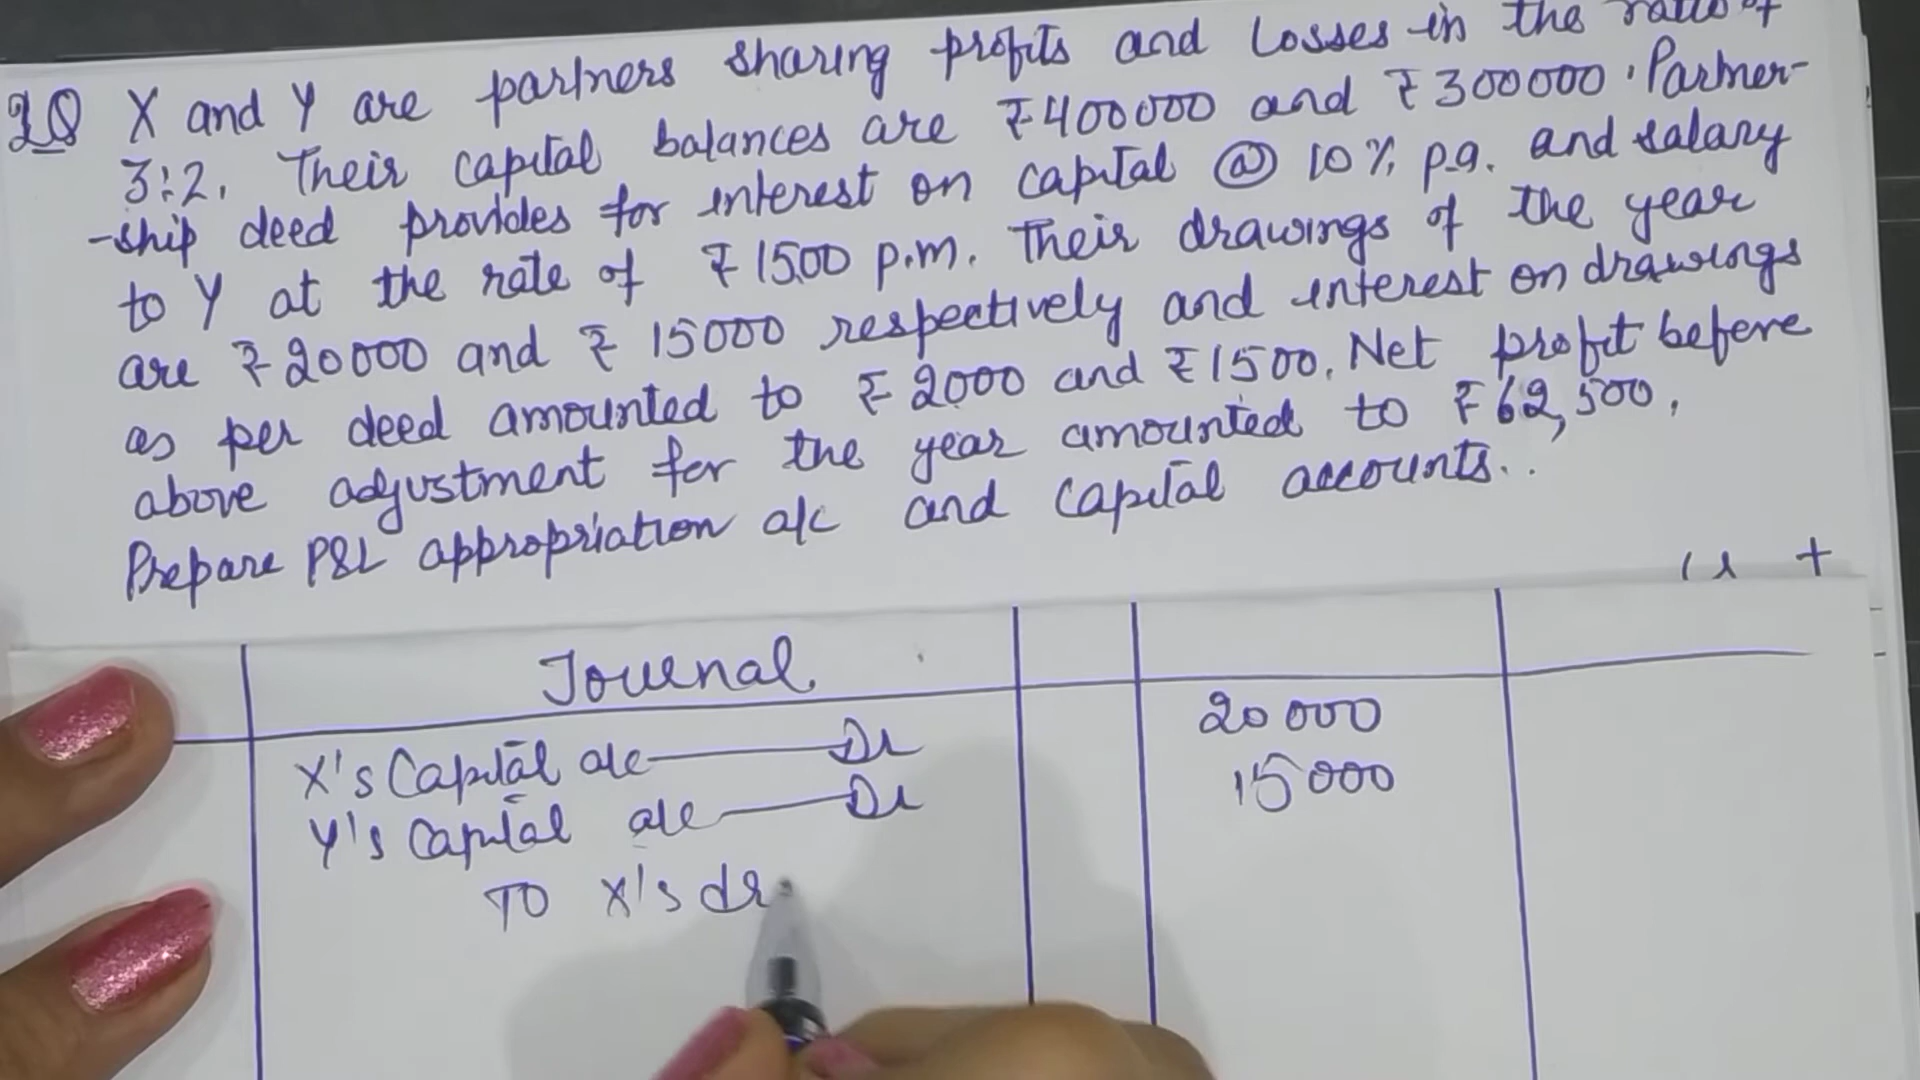 2Q X and Y are partners sharing profits and Losses in the ratio of
3:2. Their capital balances are ₹400000 and ₹300000. Partner-
-ship deed provides for interest on capital @ 10% p.a. and salary
to Y at the rate of ₹1500 p.m. Their drawings of the year
are ₹20000 and ₹15000 respectively and interest on drawings
as per deed amounted to ₹2000 and ₹1500. Net profit before
above adjustment for the year amounted to ₹62,500.
Prepare P&L appropriation a/c and capital accounts..
Journal.
X's Capital a/c Dr 20000
Y's Capital a/c Dr 15000
TO X's dr